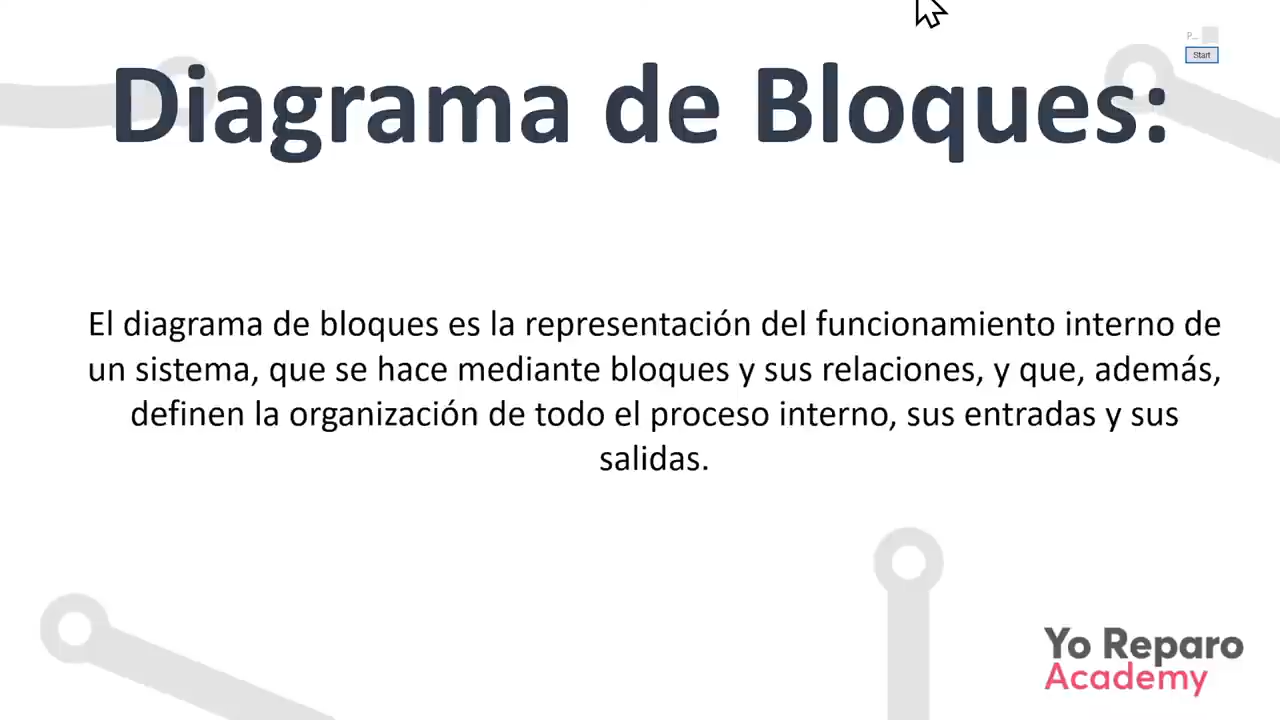 P...
Start
Diagrama de Bloques:
El diagrama de bloques es la representación del funcionamiento interno de
un sistema, que se hace mediante bloques y sus relaciones, y que, además,
definen la organización de todo el proceso interno, sus entradas y sus
salidas.
Yo Reparo
Academy